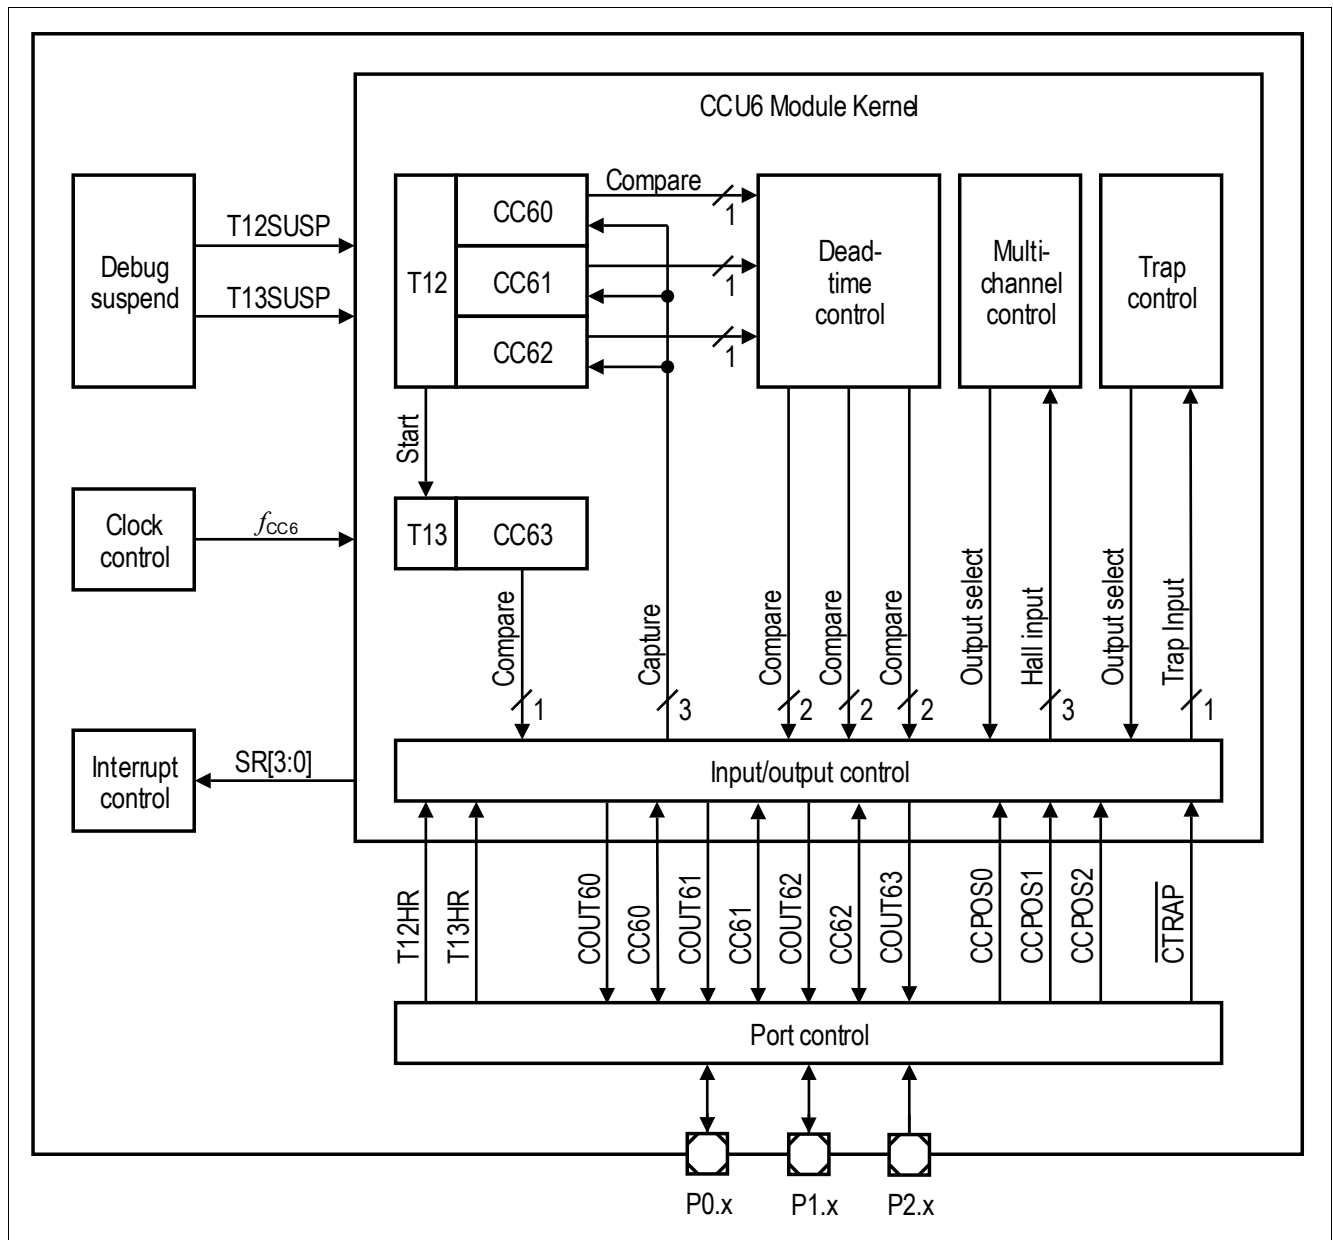 CCU6 Module Kernel
Debug
suspend
T12SUSP
T13SUSP
T12
CC60
CC61
CC62
Compare
1
1
1
Dead-
time
control
Multi-
channel
control
Trap
control
Start
Clock
control
fCC6
T13
CC63
Compare
1
Capture
3
Compare
2
Compare
2
Compare
2
Output select
Hall input
3
Output select
Trap Input
1
Interrupt
control
SR[3:0]
Input/output control
T12HR
T13HR
COUT60
CC60
COUT61
CC61
COUT62
CC62
COUT63
CCPOS0
CCPOS1
CCPOS2
CTRAP
Port control
P0.x
P1.x
P2.x